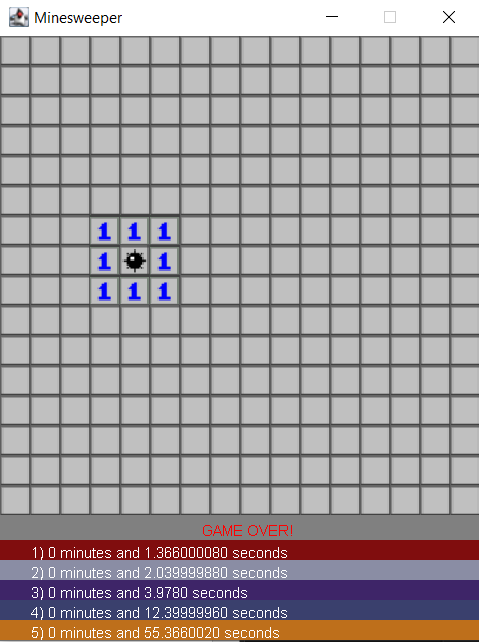 Minesweeper
1 1 1
1 1
1 1 1
GAME OVER!
1) 0 minutes and 1.366000080 seconds
2) 0 minutes and 2.039999880 seconds
3) 0 minutes and 3.9780 seconds
4) 0 minutes and 12.39999960 seconds
5) 0 minutes and 55.3660020 seconds